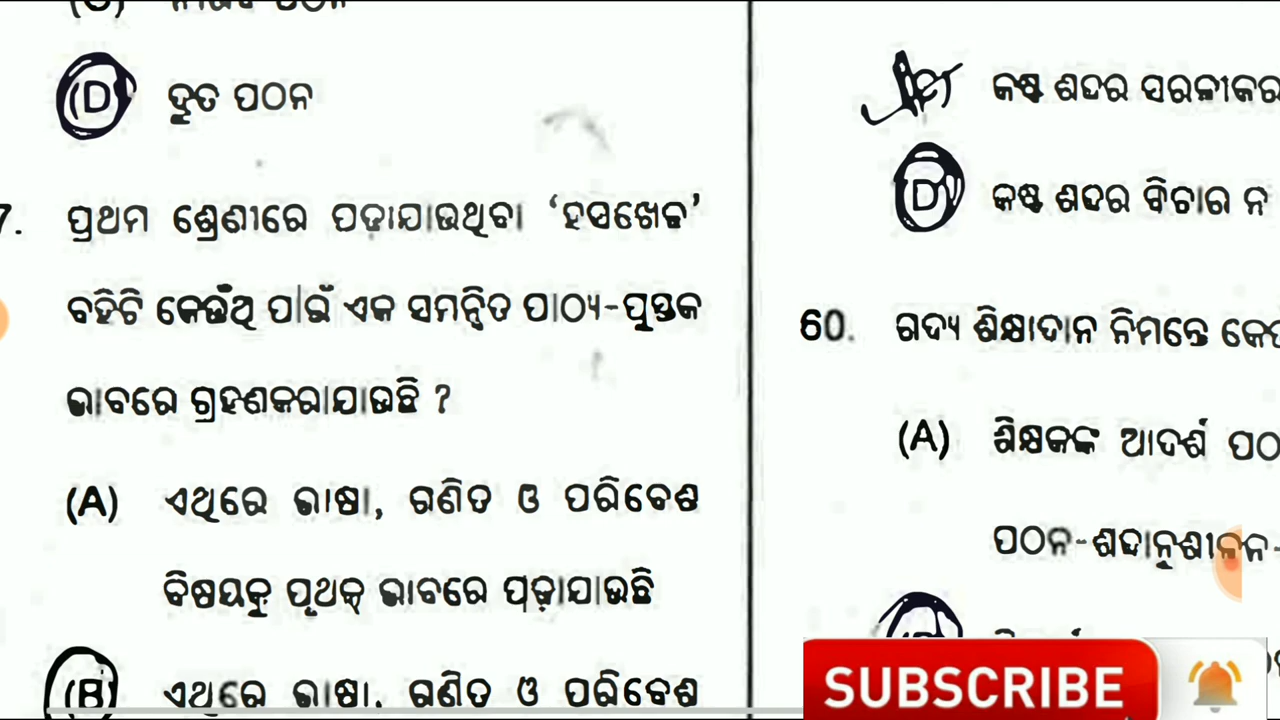 (D) ଦ୍ରୁତ ପଠନ
7. ପ୍ରଥମ ଶ୍ରେଣୀରେ ପଢ଼ାଯାଉଥିବା ‘ହସଖେଳ’
ବହିଟି କେଉଁଥି ପାଇଁ ଏକ ସମନ୍ୱିତ ପାଠ୍ୟ-ପୁସ୍ତକ
ଭାବରେ ଗ୍ରହଣକରାଯାଉଛି ?
(A) ଏଥିରେ ଭାଷା, ଗଣିତ ଓ ପରିବେଶ
ବିଷୟକୁ ପୃଥକ୍ ଭାବରେ ପଢ଼ାଯାଉଛି
(B) ଏଥିରେ ଭାଷା, ଗଣିତ ଓ ପରିବେଶ
କଷ୍ଟ ଶବ୍ଦର ସରଳୀକର
(D) କଷ୍ଟ ଶବ୍ଦର ବିଚାର ନ
60. ଗଦ୍ୟ ଶିକ୍ଷାଦାନ ନିମନ୍ତେ
(A) ଶିକ୍ଷକଙ୍କ ଆଦର୍ଶ ପଠ
ପଠନ-ଶବ୍ଦାନୁଶୀଳନ-
SUBSCRIBE